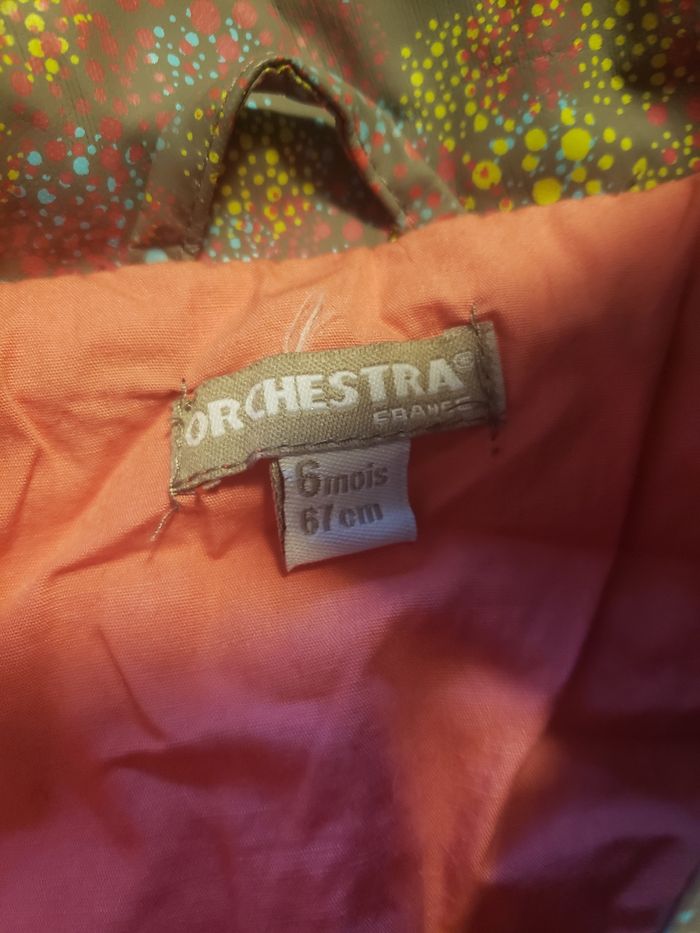 ORCHESTRA®
FRANCE
6 mois
67 cm